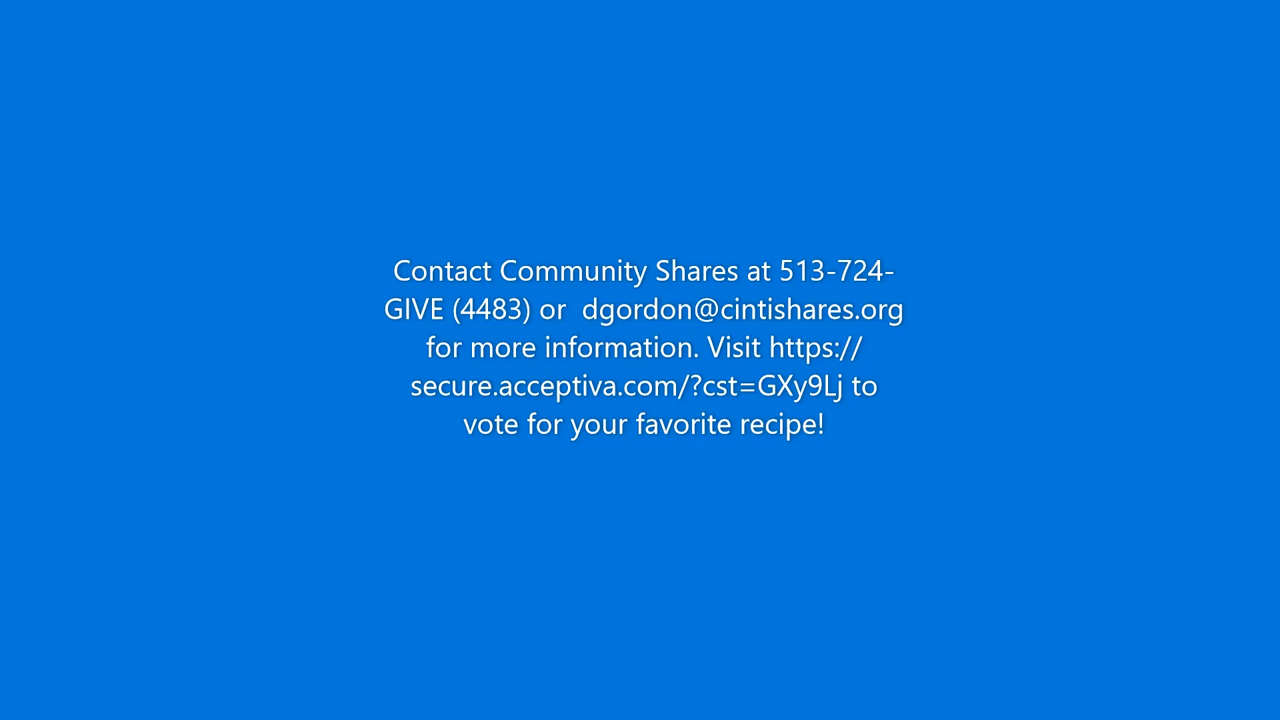 Contact Community Shares at 513-724-
GIVE (4483) or  dgordon@cintishares.org
for more information. Visit https://
secure.acceptiva.com/?cst=GXy9Lj to
vote for your favorite recipe!